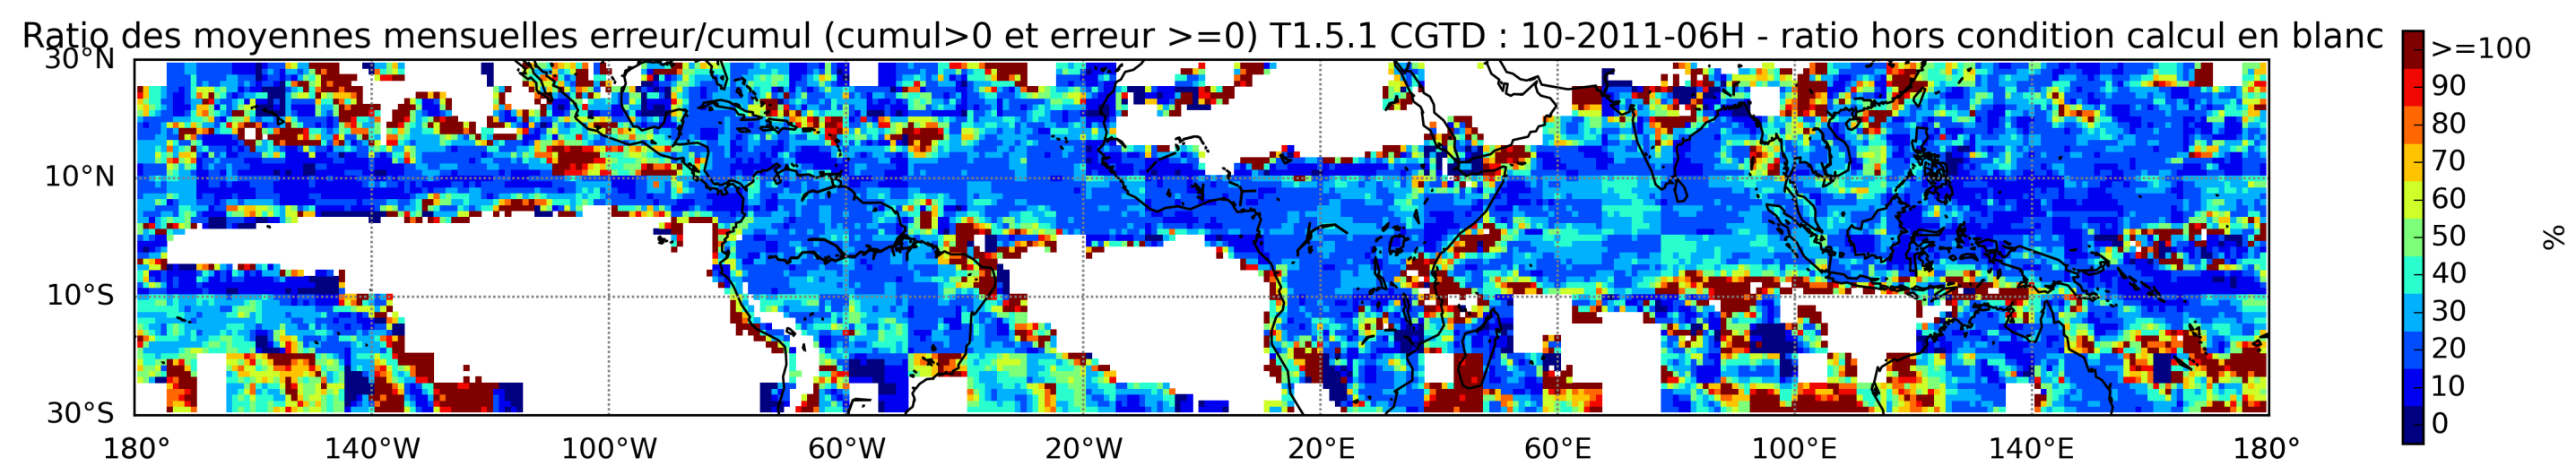 Ratio des moyennes mensuelles erreur/cumul (cumul>0 et erreur >=0) T1.5.1 CGTD : 10-2011-06H - ratio hors condition calcul en blanc
30°N
10°N
10°S
30°S
180° 140°W 100°W 60°W 20°W 20°E 60°E 100°E 140°E 180°
>=100
90
80
70
60
50
40
30
20
10
0
%